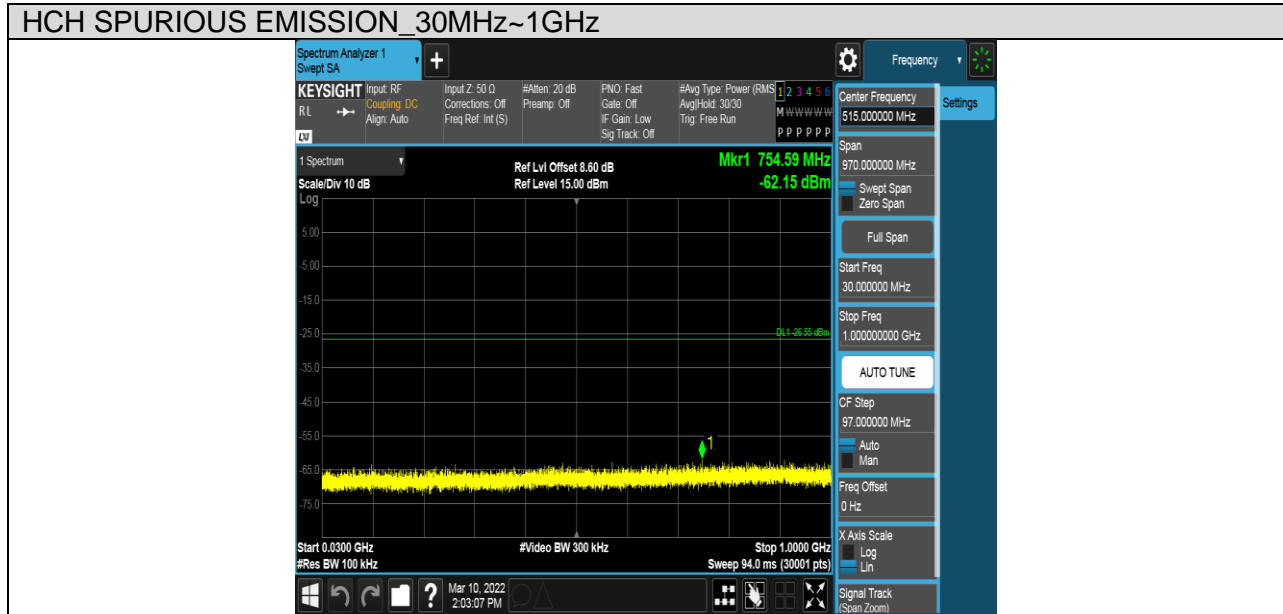 HCH SPURIOUS EMISSION_30MHz~1GHz
Spectrum Analyzer 1
Swept SA
+
Frequency
KEYSIGHT
RL
LXI
Input: RF
Coupling: DC
Align: Auto
Input Z: 50 Ω
Corrections: Off
Freq Ref: Int (S)
#Atten: 20 dB
Preamp: Off
PNO: Fast
Gate: Off
IF Gain: Low
Sig Track: Off
#Avg Type: Power (RMS
Avg|Hold: 30/30
Trig: Free Run
1 2 3 4 5 6
M W W W W W
P P P P P P
1 Spectrum
Scale/Div 10 dB
Ref Lvl Offset 8.60 dB
Ref Level 15.00 dBm
Mkr1 754.59 MHz
-62.15 dBm
Log
5.00
-5.00
-15.0
-25.0
DL1 -26.55 dBm
-35.0
-45.0
-55.0
1
-65.0
-75.0
Start 0.0300 GHz
#Video BW 300 kHz
Stop 1.0000 GHz
#Res BW 100 kHz
Sweep 94.0 ms (30001 pts)
?
Mar 10, 2022
2:03:07 PM
Center Frequency
515.000000 MHz
Settings
Span
970.000000 MHz
Swept Span
Zero Span
Full Span
Start Freq
30.000000 MHz
Stop Freq
1.000000000 GHz
AUTO TUNE
CF Step
97.000000 MHz
Auto
Man
Freq Offset
0 Hz
X Axis Scale
Log
Lin
Signal Track
(Span Zoom)